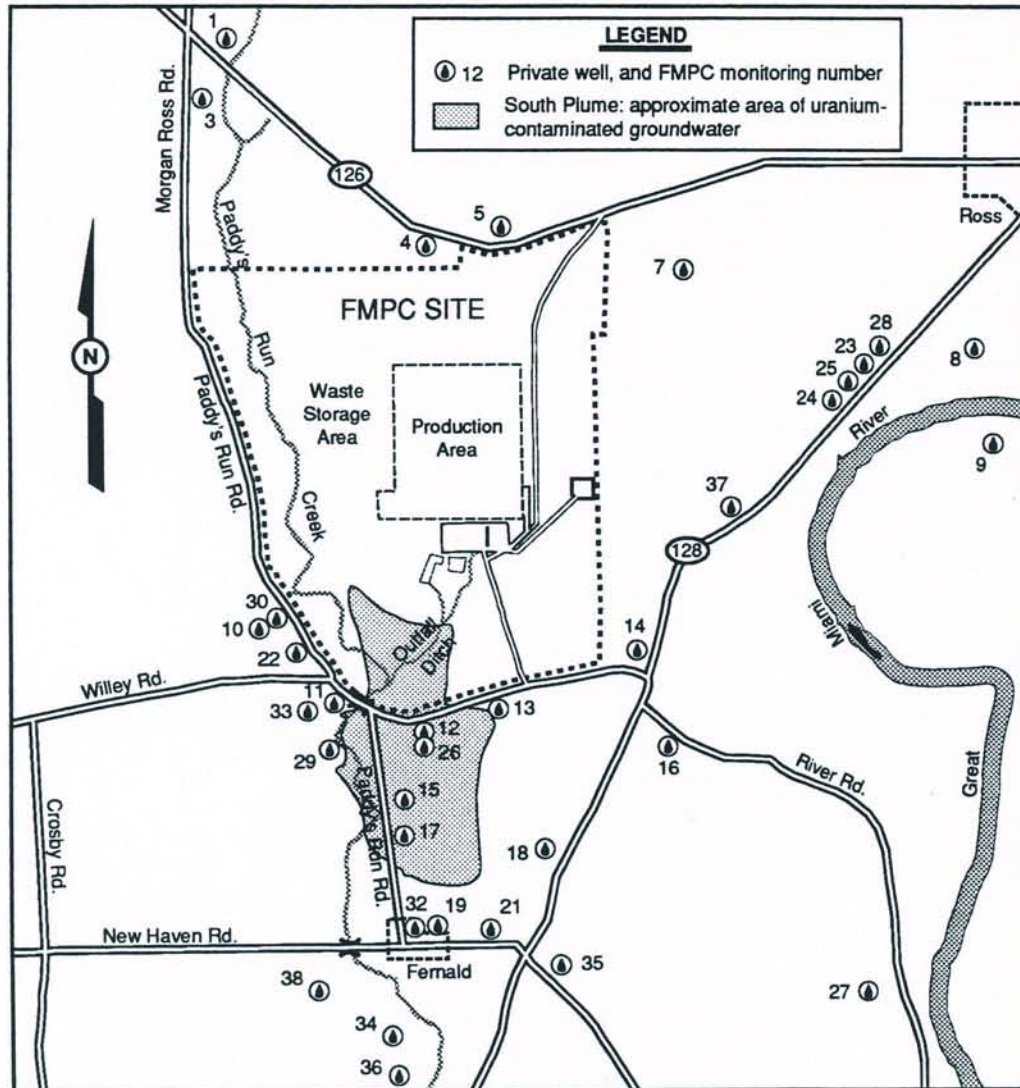 LEGEND
12 Private well, and FMPC monitoring number
South Plume: approximate area of uranium-
contaminated groundwater
1
3
Morgan Ross Rd.
126
Paddy's
Run
Creek
5
4
Ross
7
FMPC SITE
N
28
23
25
24
8
River
9
Waste
Storage
Area
Production
Area
Paddy's Run Rd.
37
128
Miami
30
10
22
Outfall
Ditch
14
Willey Rd.
11
33
13
12
26
29
16
River Rd.
Great
15
17
Paddy's Run Rd.
18
Crosby Rd.
32
19
21
New Haven Rd.
Fernald
35
38
27
34
36